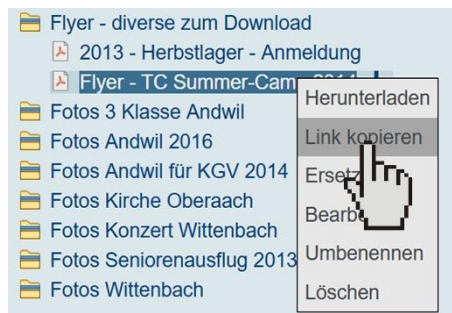 Flyer - diverse zum Download
2013 - Herbstlager - Anmeldung
Flyer - TC Summer-Camp 2014
Fotos 3 Klasse Andwil
Fotos Andwil 2016
Fotos Andwil für KGV 2014
Fotos Kirche Oberaach
Fotos Konzert Wittenbach
Fotos Seniorenausflug 2013
Fotos Wittenbach
Herunterladen
Link kopieren
Umbenennen
Löschen